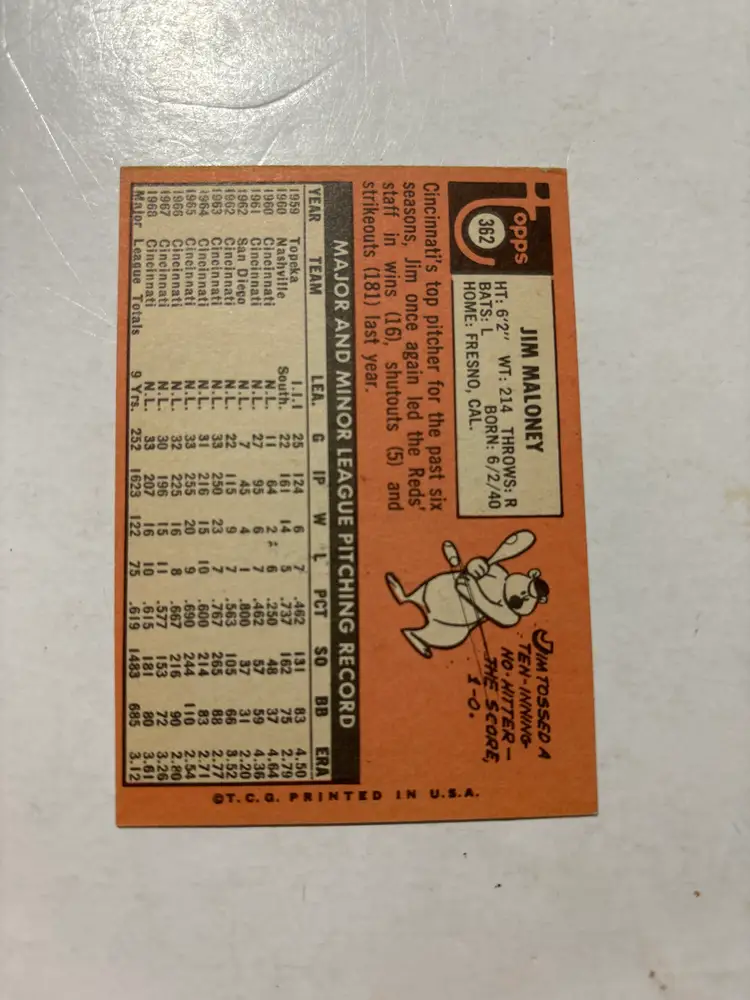 Topps
362
JIM MALONEY
HT: 6'2" WT: 214 THROWS: R
BATS: L BORN: 6/2/40
HOME: FRESNO, CAL.
JIM TOSSED A
TEN-INNING
NO-HITTER—
THE SCORE,
1-0.
Cincinnati's top pitcher for the past six
seasons, Jim once again led the Reds'
staff in wins (16), shutouts (5) and
strikeouts (181) last year.
MAJOR AND MINOR LEAGUE PITCHING RECORD
YEAR TEAM LEA. G IP W L PCT SO BB ERA
1959 Topeka I.I.I 25 124 6 7 .462 131 83 4.50
1960 Nashville South. 22 161 14 5 .737 162 75 2.79
1960 Cincinnati N.L. 11 64 2 6 .250 48 37 4.64
1961 Cincinnati N.L. 27 95 6 7 .462 57 59 4.36
1962 San Diego 7 45 4 1 .800 37 31 2.20
1962 Cincinnati N.L. 22 115 9 7 .563 105 66 3.52
1963 Cincinnati N.L. 33 250 23 7 .767 265 88 2.77
1964 Cincinnati N.L. 31 216 15 10 .600 214 83 2.71
1965 Cincinnati N.L. 33 255 20 9 .690 244 110 2.54
1966 Cincinnati N.L. 32 225 16 8 .667 216 90 2.80
1967 Cincinnati N.L. 30 196 15 11 .577 153 72 3.26
1968 Cincinnati N.L. 33 207 16 10 .615 181 80 3.61
Major League Totals 9 Yrs. 252 1623 122 75 .619 1483 685 3.12
©T.C.G. PRINTED IN U.S.A.